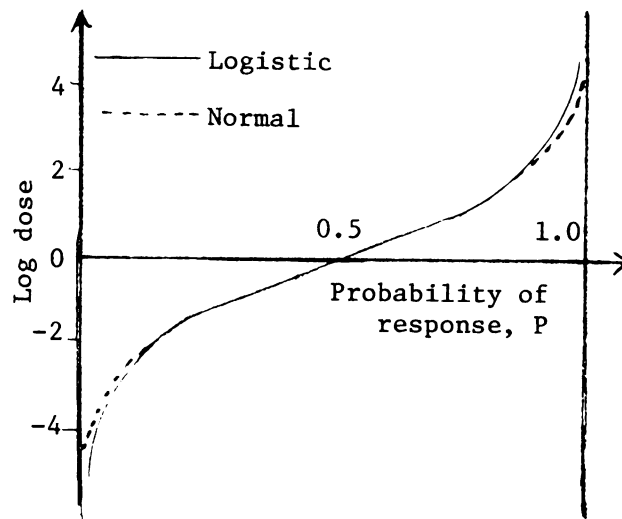 Logistic
Normal
4
2
0
-2
-4
Log dose
0.5
1.0
Probability of
response, P